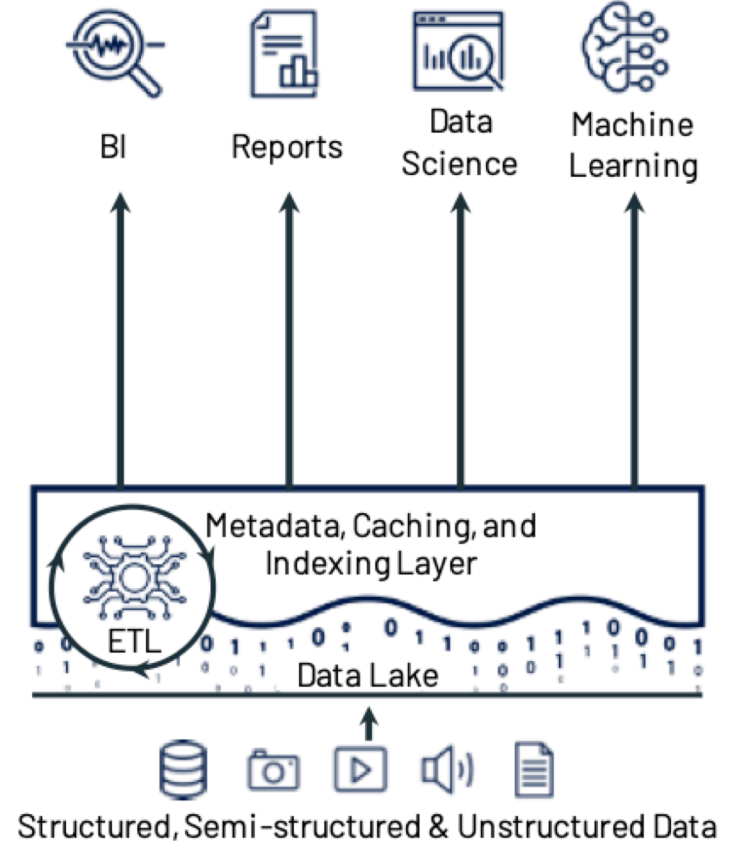 BI
Reports
Data
Science
Machine
Learning
Metadata, Caching, and
Indexing Layer
ETL
Data Lake
Structured, Semi-structured & Unstructured Data